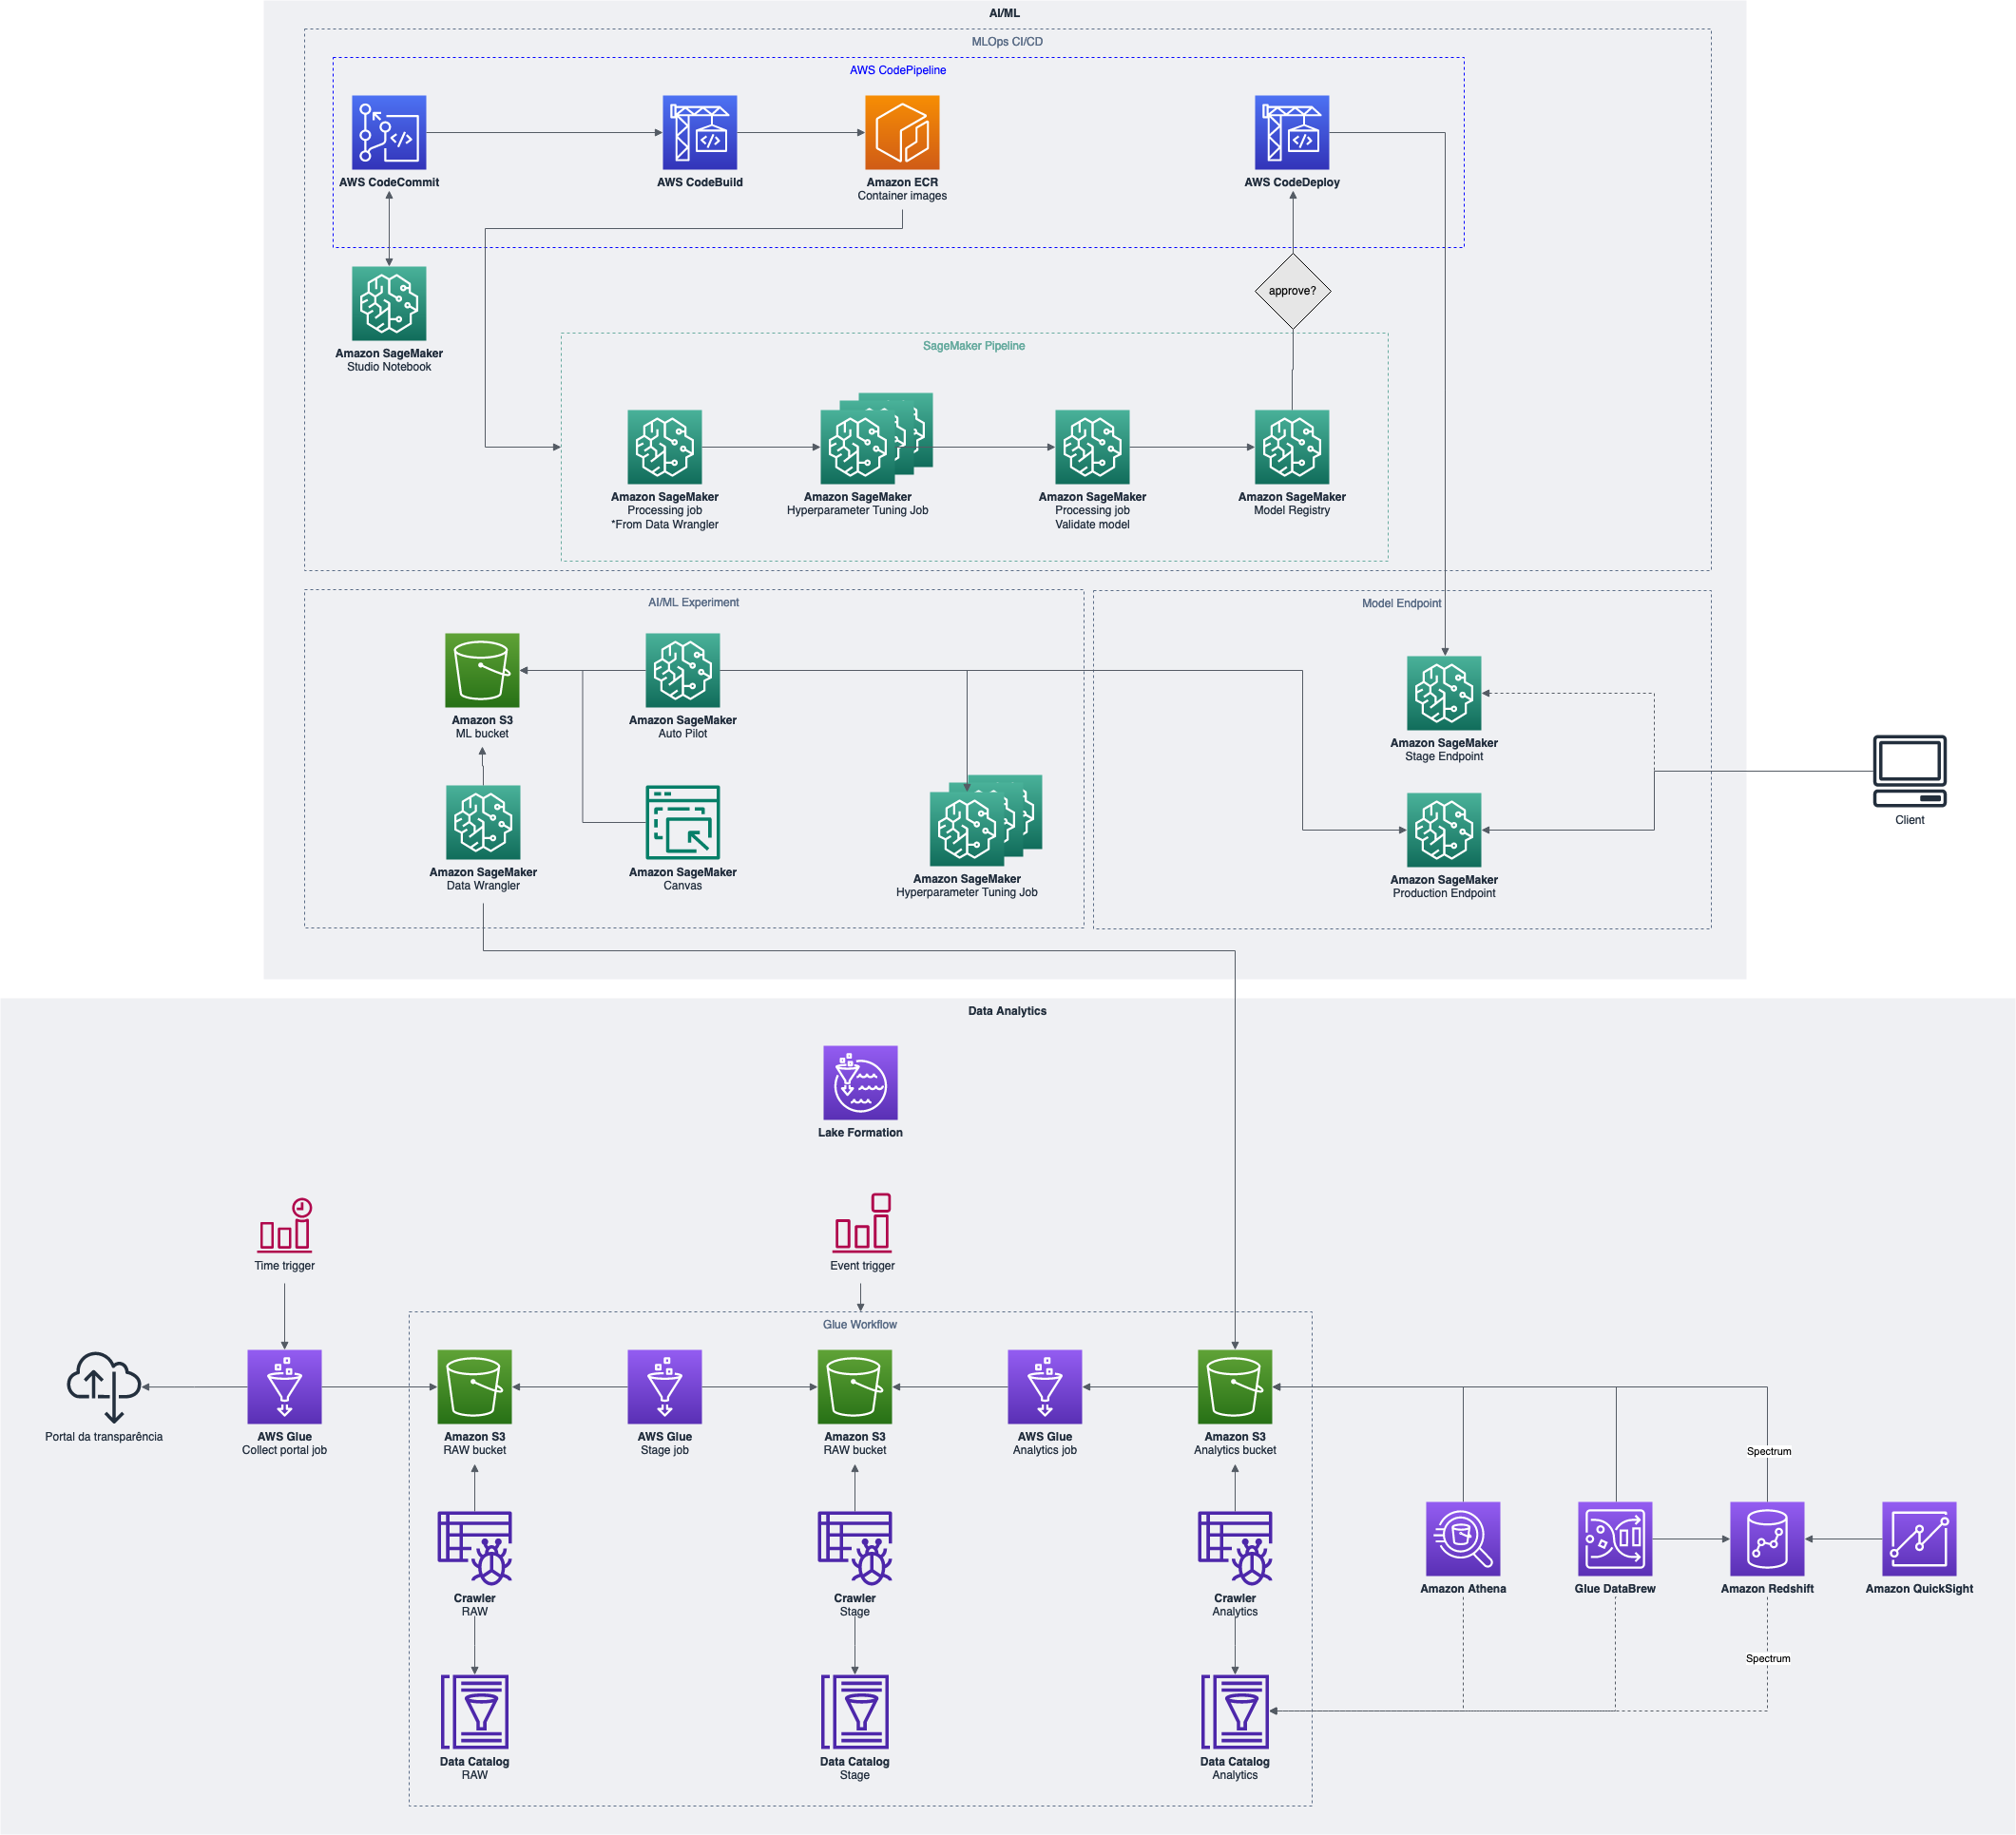 AI/ML
MLOps CI/CD
AWS CodePipeline
AWS CodeCommit
AWS CodeBuild
Amazon ECR
Container images
AWS CodeDeploy
approve?
Amazon SageMaker
Studio Notebook
SageMaker Pipeline
Amazon SageMaker
Processing job
*From Data Wrangler
Amazon SageMaker
Hyperparameter Tuning Job
Amazon SageMaker
Processing job
Validate model
Amazon SageMaker
Model Registry
AI/ML Experiment
Amazon S3
ML bucket
Amazon SageMaker
Auto Pilot
Amazon SageMaker
Data Wrangler
Amazon SageMaker
Canvas
Amazon SageMaker
Hyperparameter Tuning Job
Model Endpoint
Amazon SageMaker
Stage Endpoint
Amazon SageMaker
Production Endpoint
Client
Data Analytics
Lake Formation
Time trigger
Event trigger
Glue Workflow
Portal da transparência
AWS Glue
Collect portal job
Amazon S3
RAW bucket
AWS Glue
Stage job
Amazon S3
RAW bucket
AWS Glue
Analytics job
Amazon S3
Analytics bucket
Spectrum
Crawler
RAW
Crawler
Stage
Crawler
Analytics
Amazon Athena
Glue DataBrew
Amazon Redshift
Amazon QuickSight
Spectrum
Data Catalog
RAW
Data Catalog
Stage
Data Catalog
Analytics